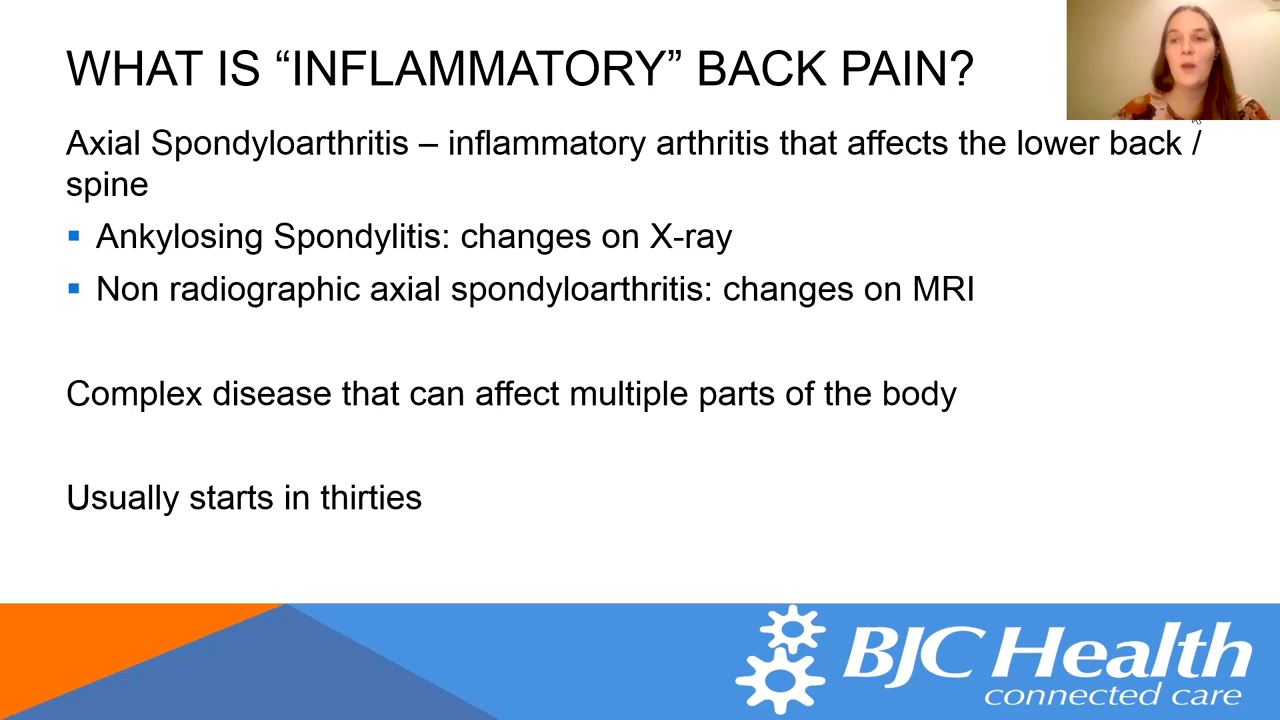 WHAT IS “INFLAMMATORY” BACK PAIN?
Axial Spondyloarthritis – inflammatory arthritis that affects the lower back /
spine
▪ Ankylosing Spondylitis: changes on X-ray
▪ Non radiographic axial spondyloarthritis: changes on MRI
Complex disease that can affect multiple parts of the body
Usually starts in thirties
BJC Health
connected care